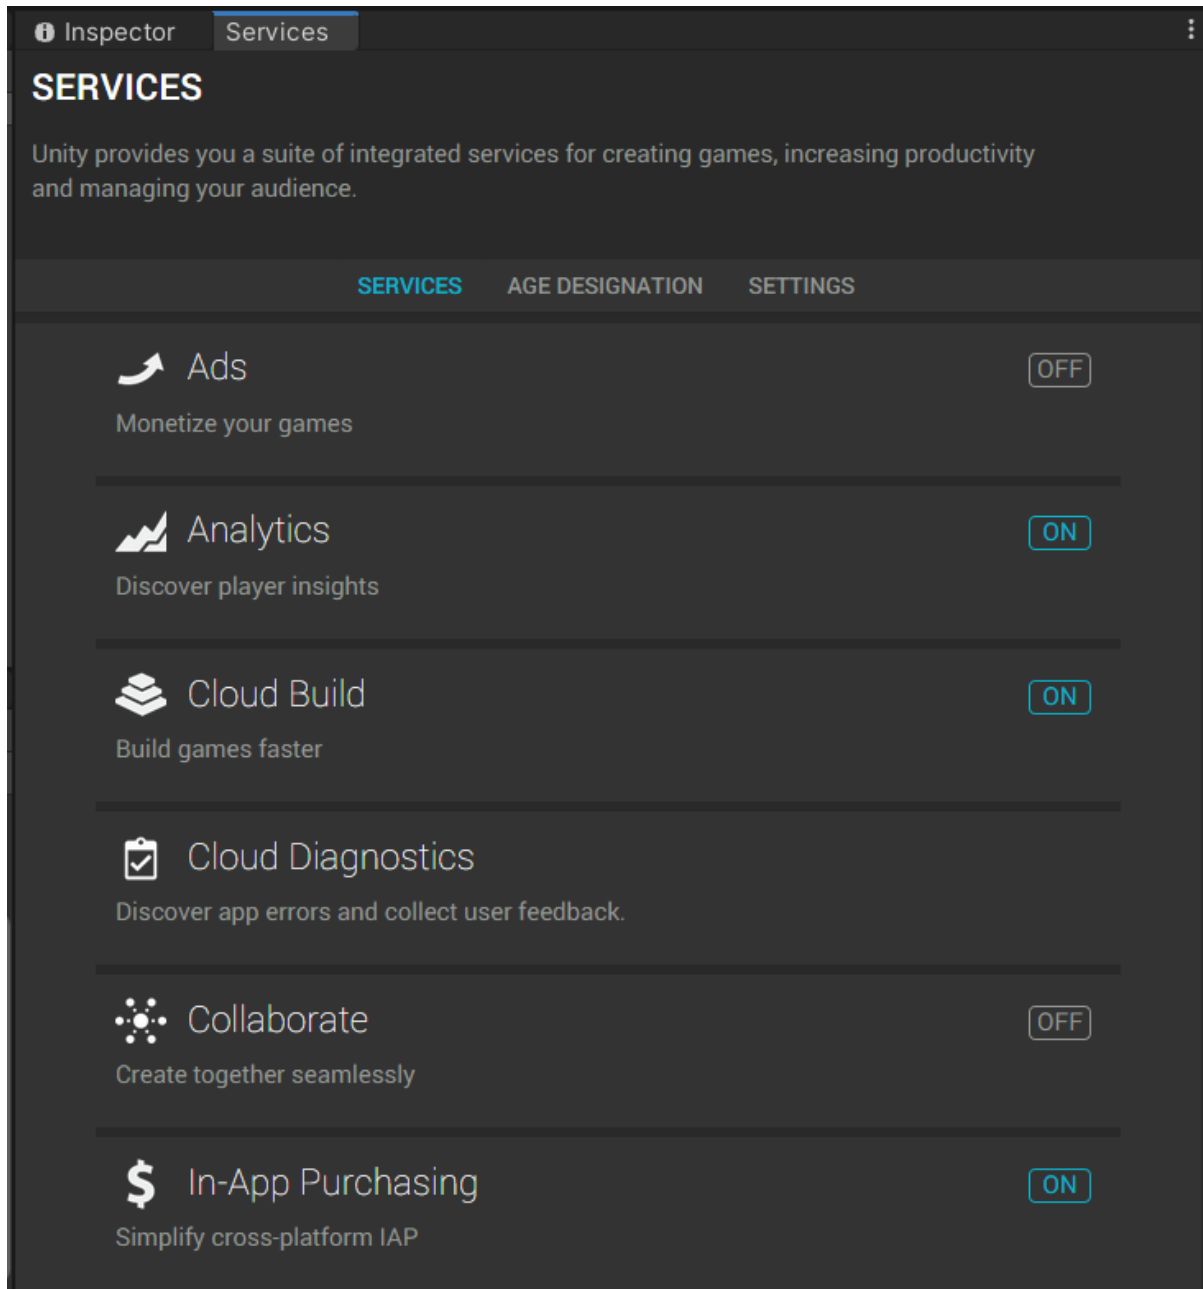 Inspector Services
SERVICES
Unity provides you a suite of integrated services for creating games, increasing productivity
and managing your audience.
SERVICES AGE DESIGNATION SETTINGS
Ads OFF
Monetize your games
Analytics ON
Discover player insights
Cloud Build ON
Build games faster
Cloud Diagnostics
Discover app errors and collect user feedback.
Collaborate OFF
Create together seamlessly
In-App Purchasing ON
Simplify cross-platform IAP